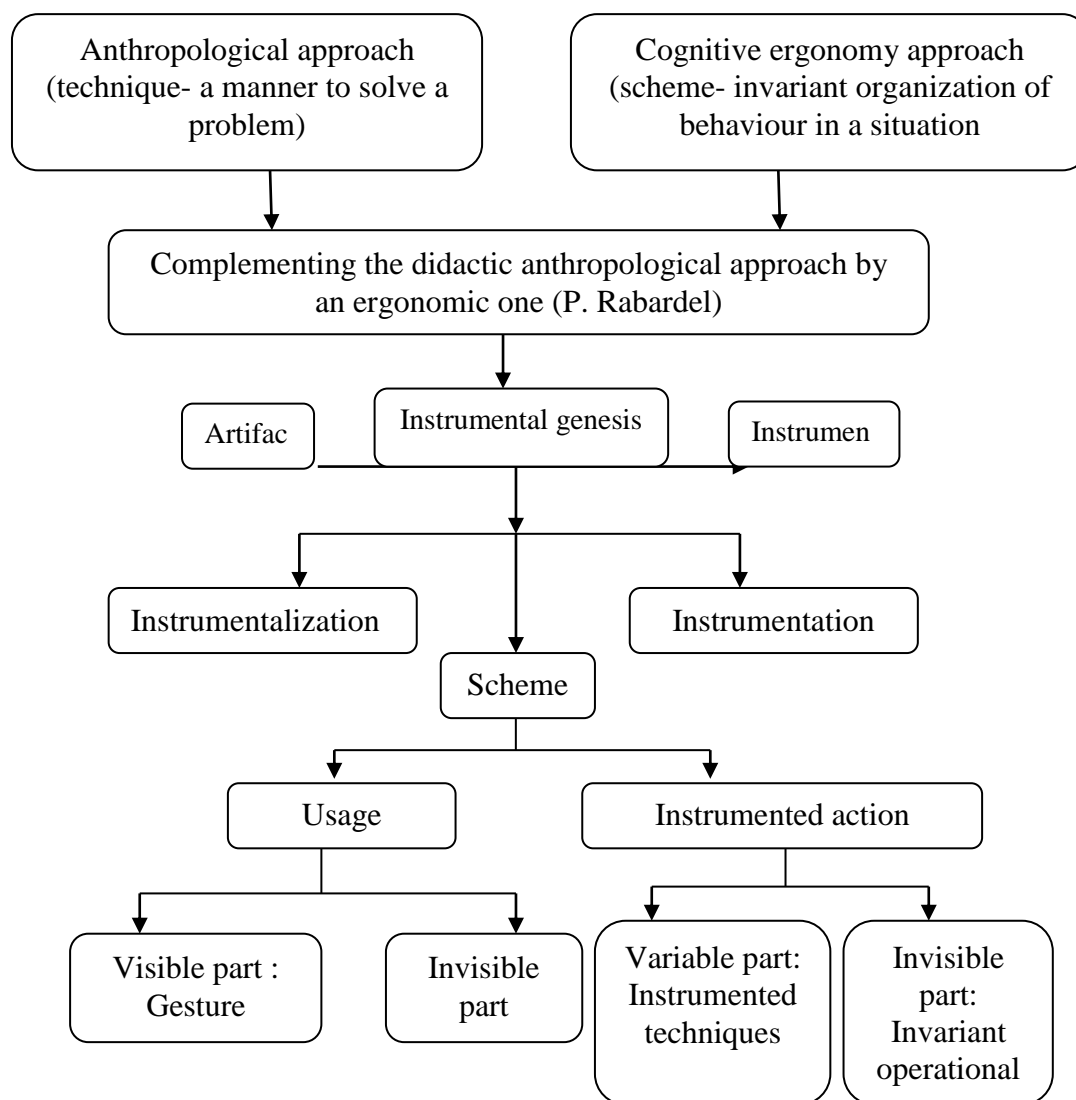 Anthropological approach
(technique- a manner to solve a
problem)
Cognitive ergonomy approach
(scheme- invariant organization of
behaviour in a situation
Complementing the didactic anthropological approach by
an ergonomic one (P. Rabardel)
Artifac
Instrumental genesis
Instrumen
Instrumentalization
Instrumentation
Scheme
Usage
Instrumented action
Visible part :
Gesture
Invisible
part
Variable part:
Instrumented
techniques
Invisible
part:
Invariant
operational